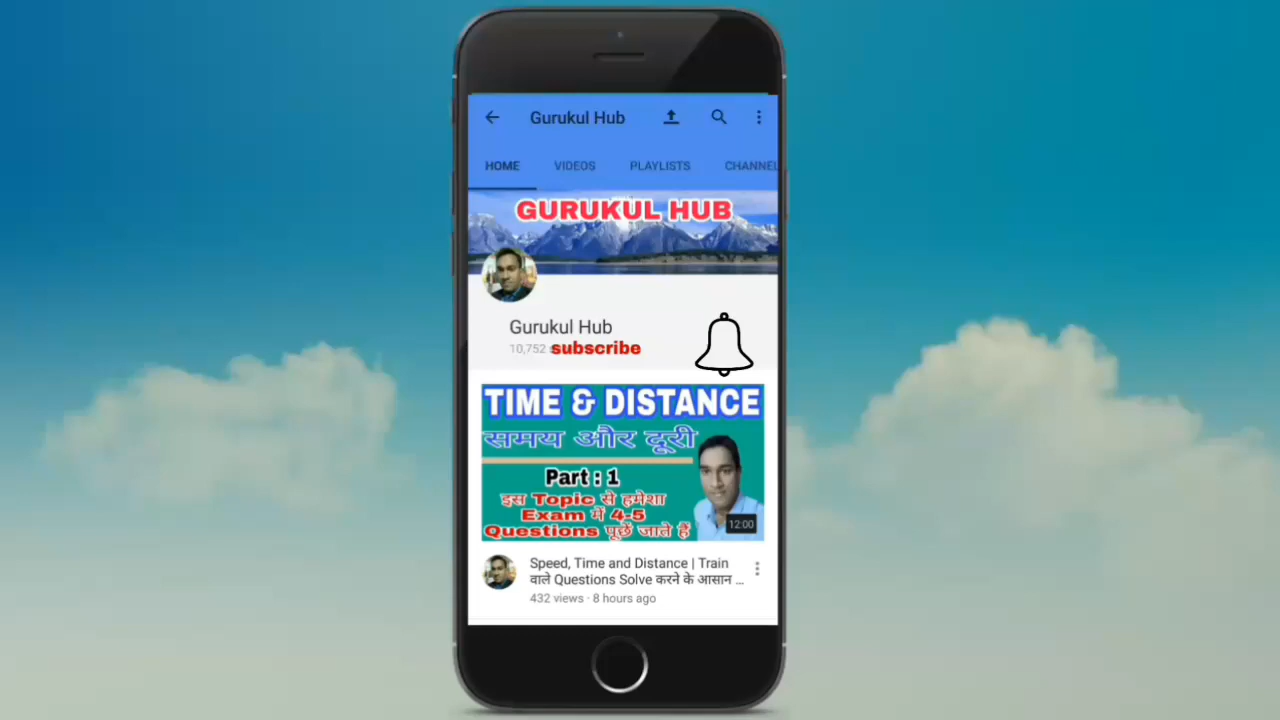 Gurukul Hub
HOME VIDEOS PLAYLISTS CHANNEL
GURUKUL HUB
Gurukul Hub
10,752 subscribe
TIME & DISTANCE
समय और दूरी
Part : 1
इस Topic से हमेशा
Exam में 4-5
Questions पूछें जाते हैं
12:00
Speed, Time and Distance | Train
वाले Questions Solve करने के आसान ...
432 views · 8 hours ago